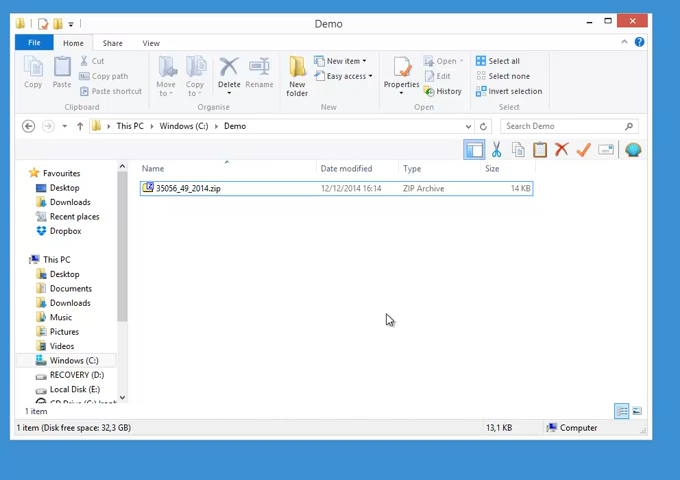 Demo
File Home Share View
Copy
Paste
Cut
Copy path
Paste shortcut
Clipboard
Move to
Copy to
Delete
Rename
Organise
New folder
New item
Easy access
New
Properties
Open
Edit
History
Open
Select all
Select none
Invert selection
Select
This PC Windows (C:) Demo
Search Demo
Name Date modified Type Size
35056_49_2014.zip 12/12/2014 16:14 ZIP Archive 14 KB
Favourites
Desktop
Downloads
Recent places
Dropbox
This PC
Desktop
Documents
Downloads
Music
Pictures
Videos
Windows (C:)
RECOVERY (D:)
Local Disk (E:)
1 item
1 item (Disk free space: 32,3 GB) 13,1 KB Computer